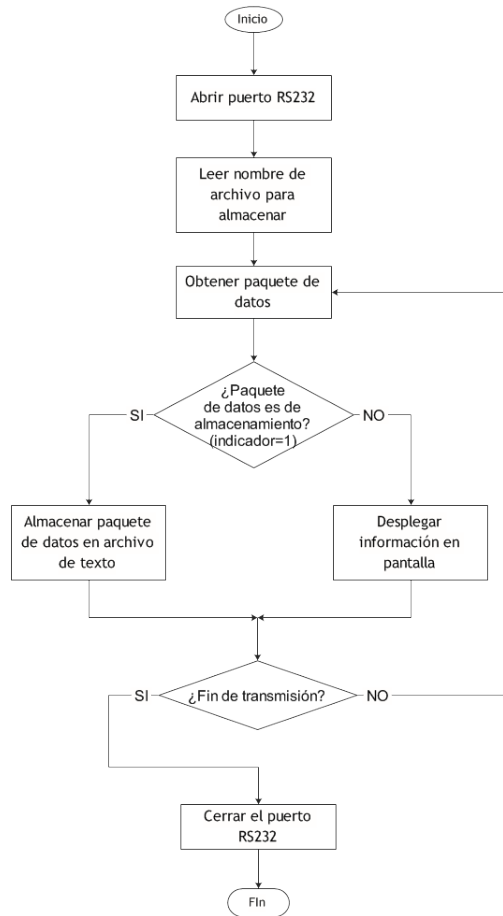 Inicio
Abrir puerto RS232
Leer nombre de
archivo para
almacenar
Obtener paquete de
datos
¿Paquete
de datos es de
almacenamiento?
(indicador=1)
SI
NO
Almacenar paquete
de datos en archivo
de texto
Desplegar
información en
pantalla
¿Fin de transmisión?
SI
NO
Cerrar el puerto
RS232
FIn